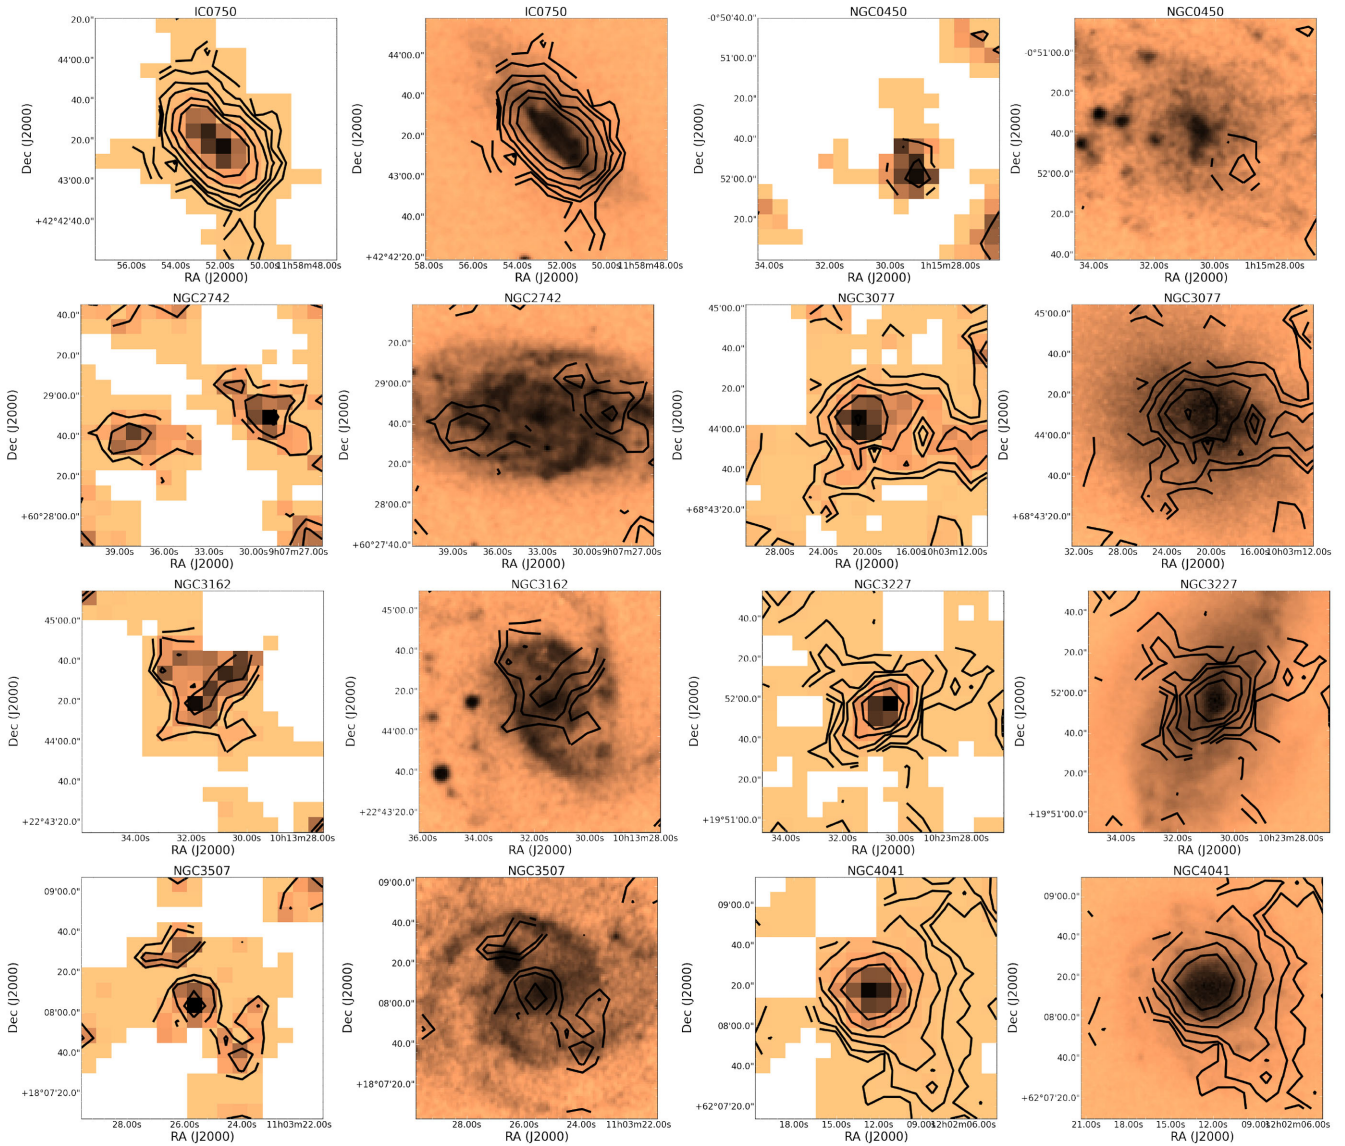 IC0750
IC0750
NGC0450
NGC0450
20.0"
44'00.0"
40.0"
20.0"
43'00.0"
+42°42'40.0"
Dec (J2000)
56.00s 54.00s 52.00s 50.00s 11h58m48.00s
RA (J2000)
44'00.0"
40.0"
20.0"
43'00.0"
40.0"
+42°42'20.0"
Dec (J2000)
58.00s 56.00s 54.00s 52.00s 50.00s 11h58m48.00s
RA (J2000)
-0°50'40.0"
51'00.0"
20.0"
40.0"
52'00.0"
20.0"
Dec (J2000)
34.00s 32.00s 30.00s 1h15m28.00s
RA (J2000)
-0°51'00.0"
20.0"
40.0"
52'00.0"
20.0"
40.0"
Dec (J2000)
34.00s 32.00s 30.00s 1h15m28.00s
RA (J2000)
NGC2742
NGC2742
NGC3077
NGC3077
40.0"
20.0"
29'00.0"
40.0"
20.0"
+60°28'00.0"
Dec (J2000)
39.00s 36.00s 33.00s 30.00s 9h07m27.00s
RA (J2000)
20.0"
29'00.0"
40.0"
20.0"
28'00.0"
+60°27'40.0"
Dec (J2000)
39.00s 36.00s 33.00s 30.00s 9h07m27.00s
RA (J2000)
45'00.0"
40.0"
20.0"
44'00.0"
40.0"
+68°43'20.0"
Dec (J2000)
28.00s 24.00s 20.00s 16.00s 10h03m12.00s
RA (J2000)
45'00.0"
40.0"
20.0"
44'00.0"
40.0"
+68°43'20.0"
Dec (J2000)
32.00s 28.00s 24.00s 20.00s 16.00s 10h03m12.00s
RA (J2000)
NGC3162
NGC3162
NGC3227
NGC3227
45'00.0"
40.0"
20.0"
44'00.0"
40.0"
+22°43'20.0"
Dec (J2000)
34.00s 32.00s 30.00s 10h13m28.00s
RA (J2000)
45'00.0"
40.0"
20.0"
44'00.0"
40.0"
+22°43'20.0"
Dec (J2000)
36.00s 34.00s 32.00s 30.00s 10h13m28.00s
RA (J2000)
40.0"
20.0"
52'00.0"
40.0"
20.0"
+19°51'00.0"
Dec (J2000)
34.00s 32.00s 30.00s 10h23m28.00s
RA (J2000)
40.0"
20.0"
52'00.0"
40.0"
20.0"
+19°51'00.0"
Dec (J2000)
34.00s 32.00s 30.00s 10h23m28.00s
RA (J2000)
NGC3507
NGC3507
NGC4041
NGC4041
09'00.0"
40.0"
20.0"
08'00.0"
40.0"
+18°07'20.0"
Dec (J2000)
28.00s 26.00s 24.00s 11h03m22.00s
RA (J2000)
09'00.0"
40.0"
20.0"
08'00.0"
40.0"
+18°07'20.0"
Dec (J2000)
28.00s 26.00s 24.00s 11h03m22.00s
RA (J2000)
09'00.0"
40.0"
20.0"
08'00.0"
40.0"
+62°07'20.0"
Dec (J2000)
18.00s 15.00s 12.00s 09.00s 12h02m06.00s
RA (J2000)
09'00.0"
40.0"
20.0"
08'00.0"
40.0"
+62°07'20.0"
Dec (J2000)
21.00s 18.00s 15.00s 12.00s 09.00s 12h02m06.00s
RA (J2000)